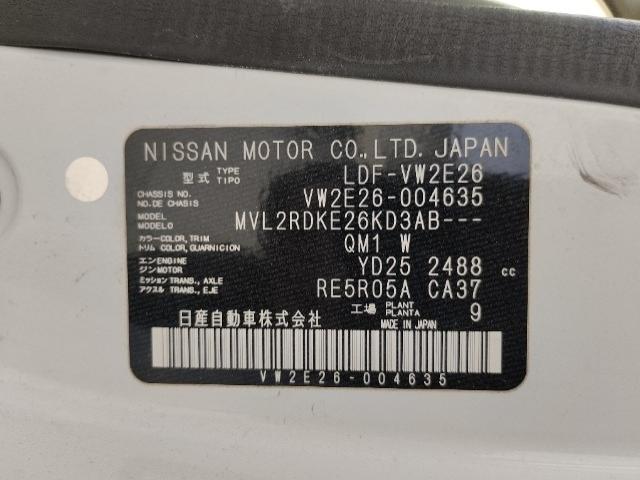 NISSAN MOTOR CO.,LTD. JAPAN
型式 TYPE TIPO LDF-VW2E26
CHASSIS NO. NO.DE CHASIS VW2E26-004635
MODEL MODELO MVL2RDKE26KD3AB---
カラー COLOR, TRIM トリム COLOR, GUARNICION QM1 W
エンジン ENGINE MOTOR YD25 2488 cc
ミッション TRANS., AXLE アクスル TRANS., EJE RE5R05A CA37
工場 PLANT PLANTA 9
日産自動車株式会社 MADE IN JAPAN
VW2E26-004635